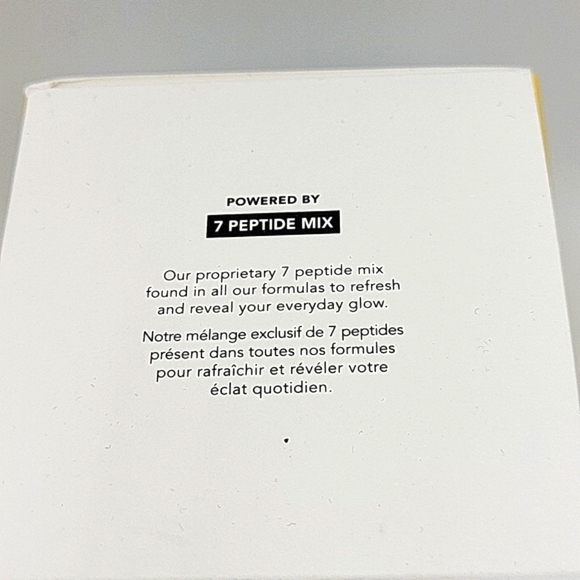 POWERED BY
7 PEPTIDE MIX
Our proprietary 7 peptide mix
found in all our formulas to refresh
and reveal your everyday glow.
Notre mélange exclusif de 7 peptides
présent dans toutes nos formules
pour rafraîchir et révéler votre
éclat quotidien.